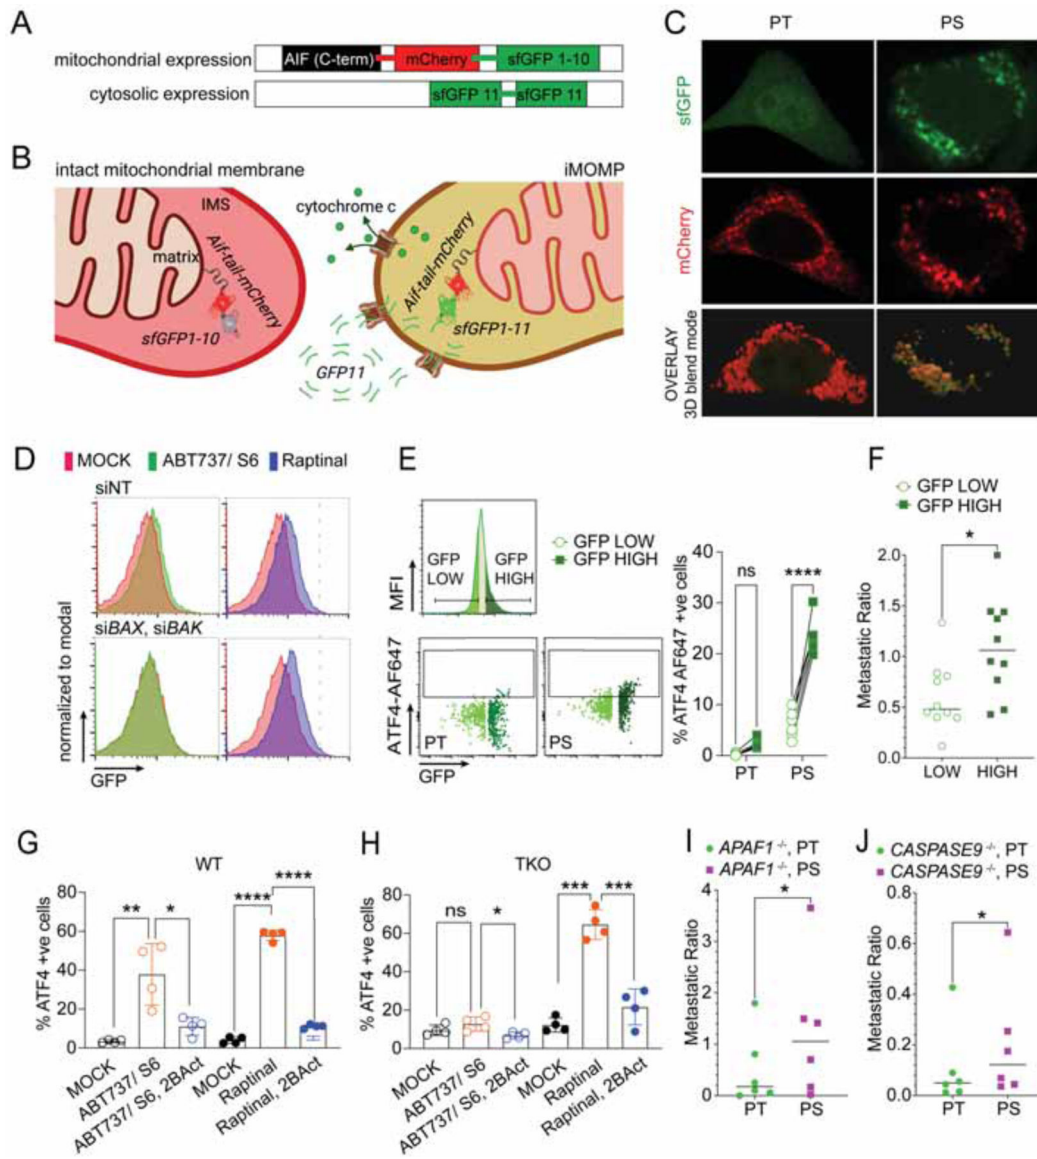 A
mitochondrial expression
AIF (C-term)
mCherry
sfGFP 1-10
cytosolic expression
sfGFP 11
sfGFP 11
B
intact mitochondrial membrane
iMOMP
IMS
cytochrome c
matrix
Aif-tail-mCherry
sfGFP1-10
Aif-tail-mCherry
sfGFP1-11
GFP11
C
PT
PS
sfGFP
mCherry
OVERLAY
3D blend mode
D
MOCK
ABT737/ S6
Raptinal
siNT
siBAX, siBAK
normalized to modal
GFP
E
GFP
LOW
GFP
HIGH
MFI
GFP LOW
GFP HIGH
ATF4-AF647
PT
PS
GFP
% ATF4 AF647 +ve cells
40
30
20
10
0
ns
****
PT
PS
F
GFP LOW
GFP HIGH
*
Metastatic Ratio
2.0
1.5
1.0
0.5
0.0
LOW
HIGH
G
WT
% ATF4 +ve cells
80
60
40
20
0
**
*
****
****
MOCK
ABT737/ S6
ABT737/ S6, 2BAct
MOCK
Raptinal
Raptinal, 2BAct
H
TKO
% ATF4 +ve cells
80
60
40
20
0
ns
*
***
***
MOCK
ABT737/ S6
ABT737/ S6, 2BAct
MOCK
Raptinal
Raptinal, 2BAct
I
APAF1 -/-, PT
APAF1 -/-, PS
*
Metastatic Ratio
4
3
2
1
0
PT
PS
J
CASPASE9 -/-, PT
CASPASE9 -/-, PS
*
Metastatic Ratio
0.8
0.6
0.4
0.2
0.0
PT
PS